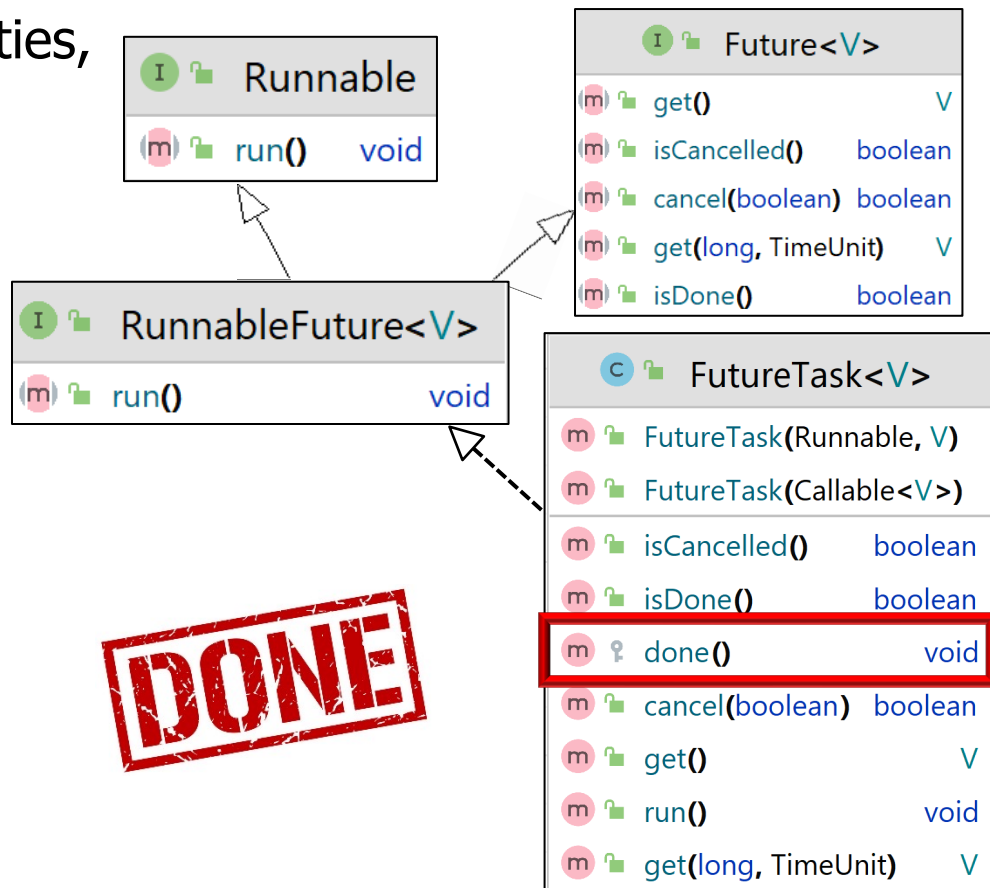 ties,
I Runnable
m run() void
I Future<V>
m get() V
m isCancelled() boolean
m cancel(boolean) boolean
m get(long, TimeUnit) V
m isDone() boolean
I RunnableFuture<V>
m run() void
C FutureTask<V>
m FutureTask(Runnable, V)
m FutureTask(Callable<V>)
m isCancelled() boolean
m isDone() boolean
m done() void
m cancel(boolean) boolean
m get() V
m run() void
m get(long, TimeUnit) V
DONE